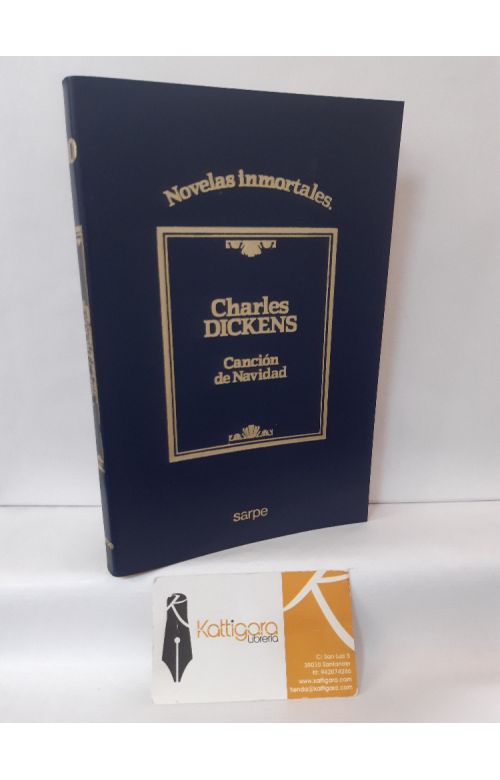 Novelas inmortales.
Charles
DICKENS
Canción
de Navidad
sarpe
Kattigara
Librería
C/ San Luis 5
39010 Santander
www.kattigara.com
tienda@kattigara.com